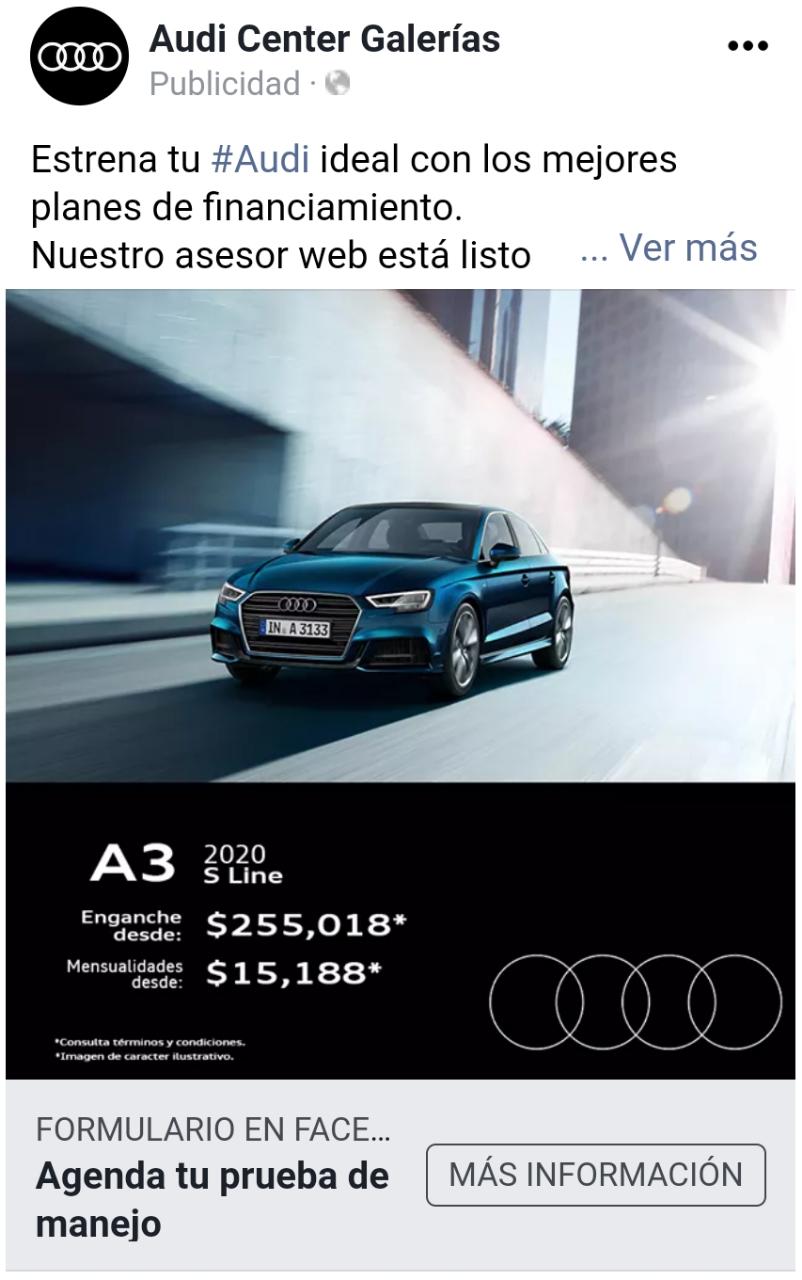 Audi Center Galerías
Publicidad ·
Estrena tu #Audi ideal con los mejores
planes de financiamiento.
Nuestro asesor web está listo ... Ver más
IN A 3133
A3 2020
S Line
Enganche
desde: $255,018*
Mensualidades
desde: $15,188*
*Consulta términos y condiciones.
*Imagen de caracter ilustrativo.
FORMULARIO EN FACE...
Agenda tu prueba de
manejo
MÁS INFORMACIÓN